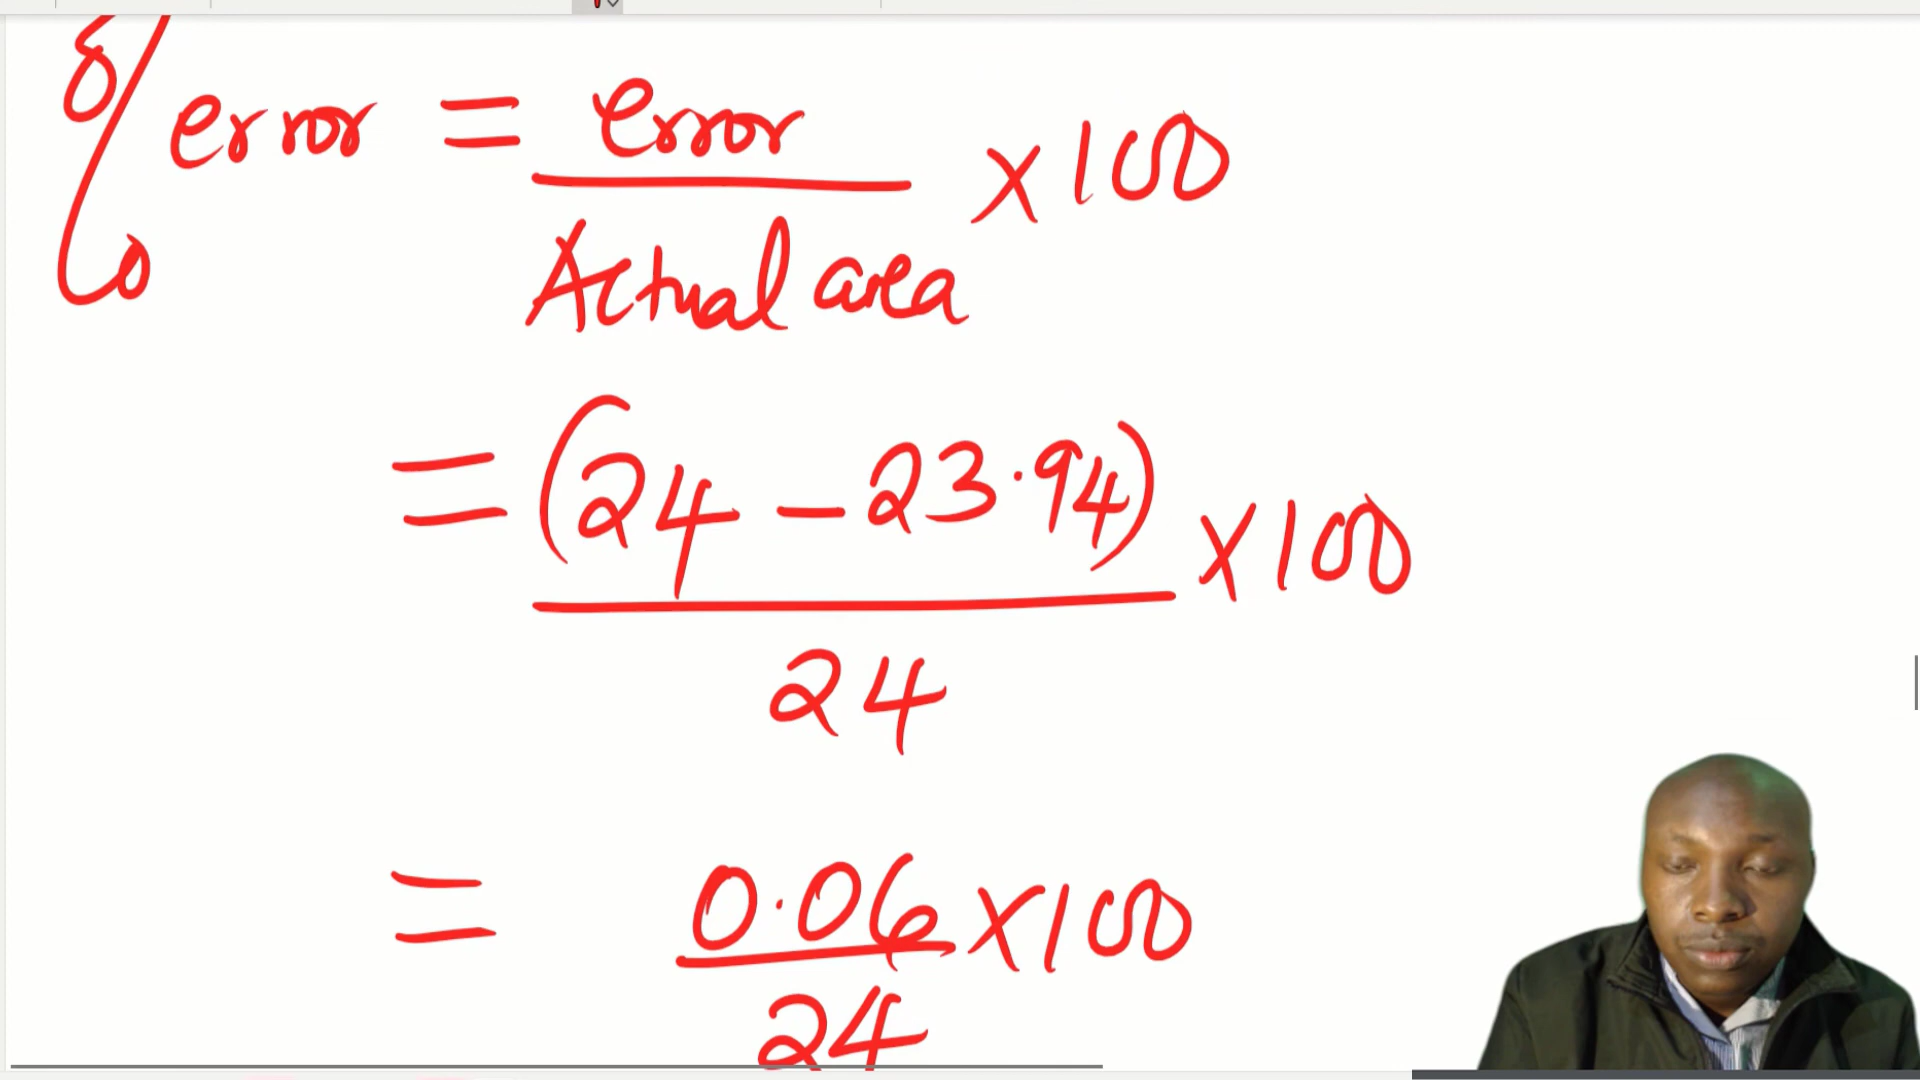 % error = error/Actual area ×100
= (24 - 23.94)/24 ×100
= 0.06/24 ×100